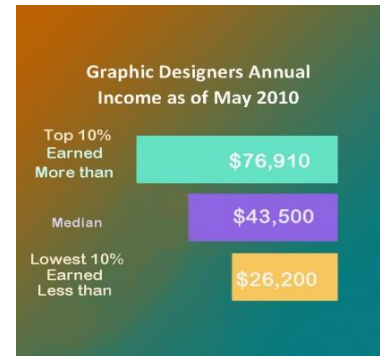 Graphic Designers Annual
Income as of May 2010
Top 10%
Earned
More than
$76,910
Median
$43,500
Lowest 10%
Earned
Less than
$26,200